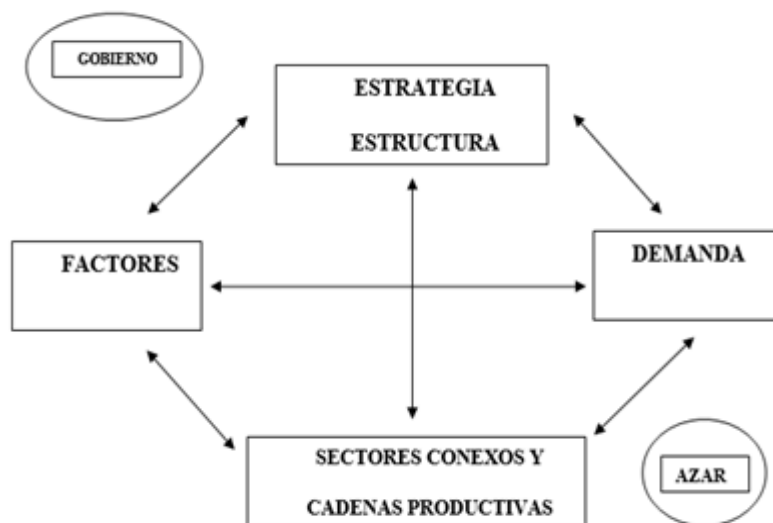 GOBIERNO
ESTRATEGIA
ESTRUCTURA
FACTORES
DEMANDA
SECTORES CONEXOS Y
CADENAS PRODUCTIVAS
AZAR